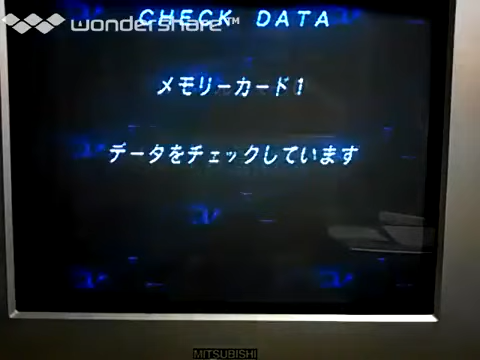 wondershare™
CHECK DATA
メモリーカード1
データをチェックしています
MITSUBISHI